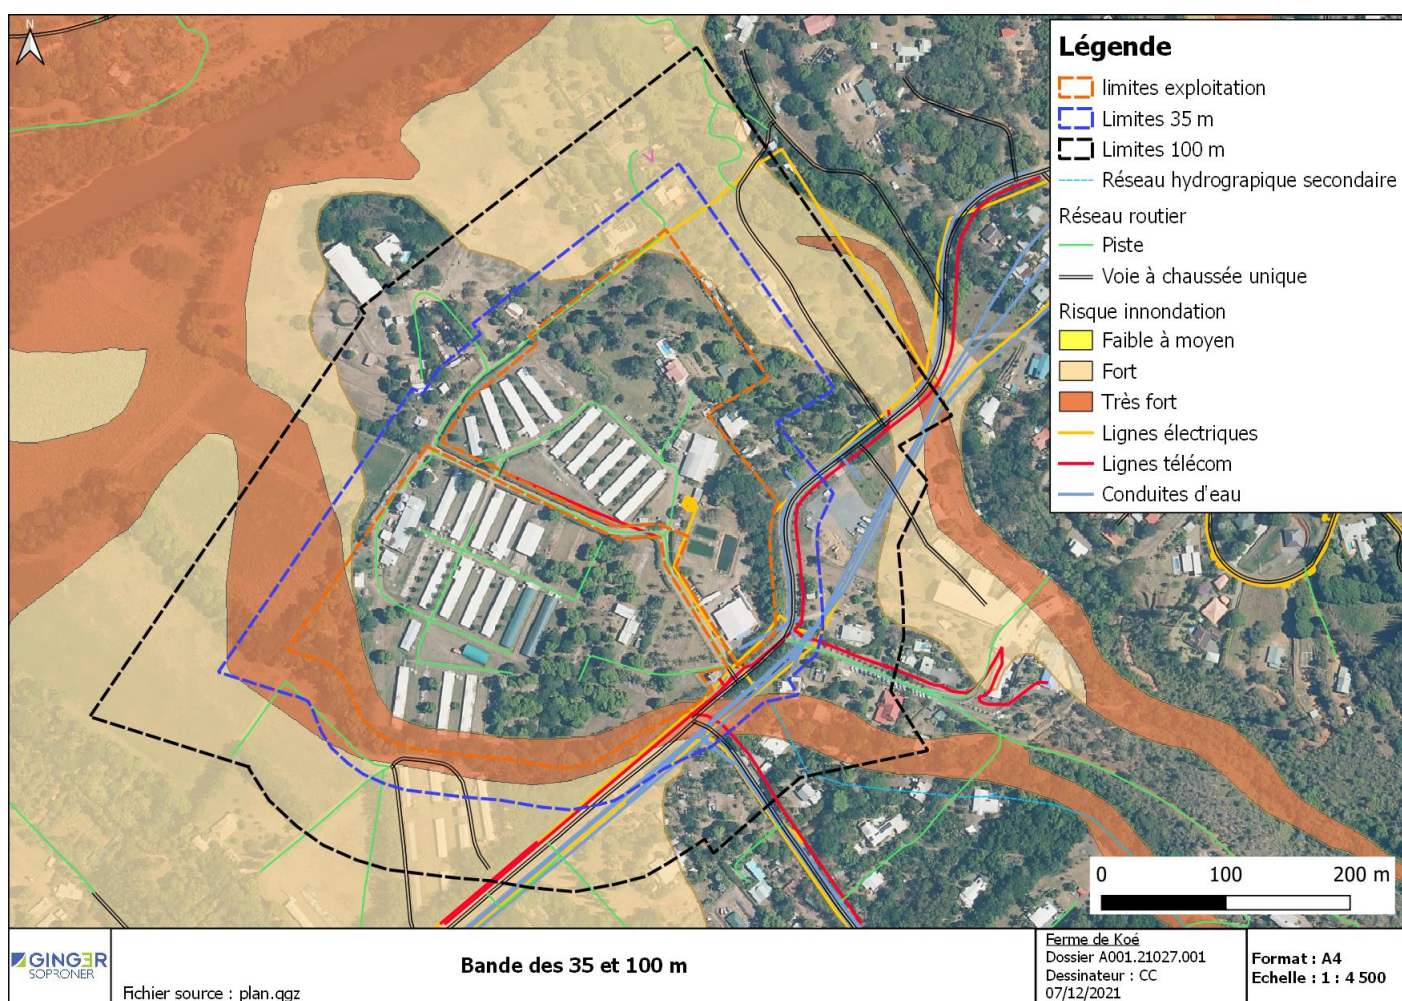 N
Légende
limites exploitation
Limites 35 m
Limites 100 m
Réseau hydrograpique secondaire
Réseau routier
Piste
Voie à chaussée unique
Risque innondation
Faible à moyen
Fort
Très fort
Lignes électriques
Lignes télécom
Conduites d'eau
0 100 200 m
GINGER
SOPRONER
Fichier source : plan.qgz
Bande des 35 et 100 m
Ferme de Koé
Dossier A001.21027.001
Dessinateur : CC
07/12/2021
Format : A4
Echelle : 1 : 4 500